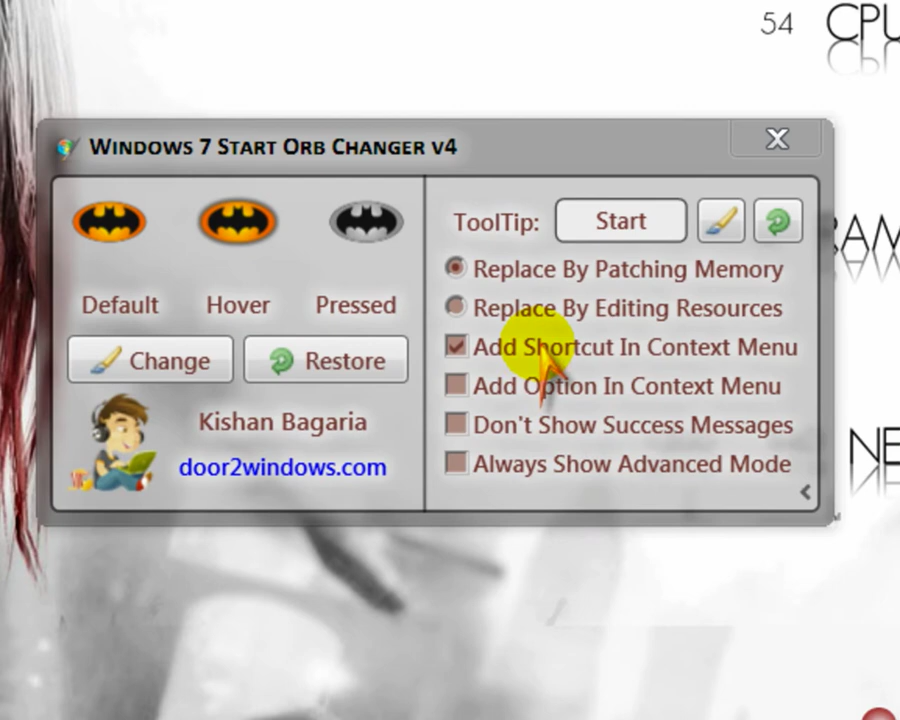 54 CPU
Windows 7 Start Orb Changer v4
ToolTip: Start
Replace By Patching Memory
Default Hover Pressed
Replace By Editing Resources
Change Restore
Add Shortcut In Context Menu
Add Option In Context Menu
Kishan Bagaria
Don't Show Success Messages
door2windows.com
Always Show Advanced Mode
RAM
NE